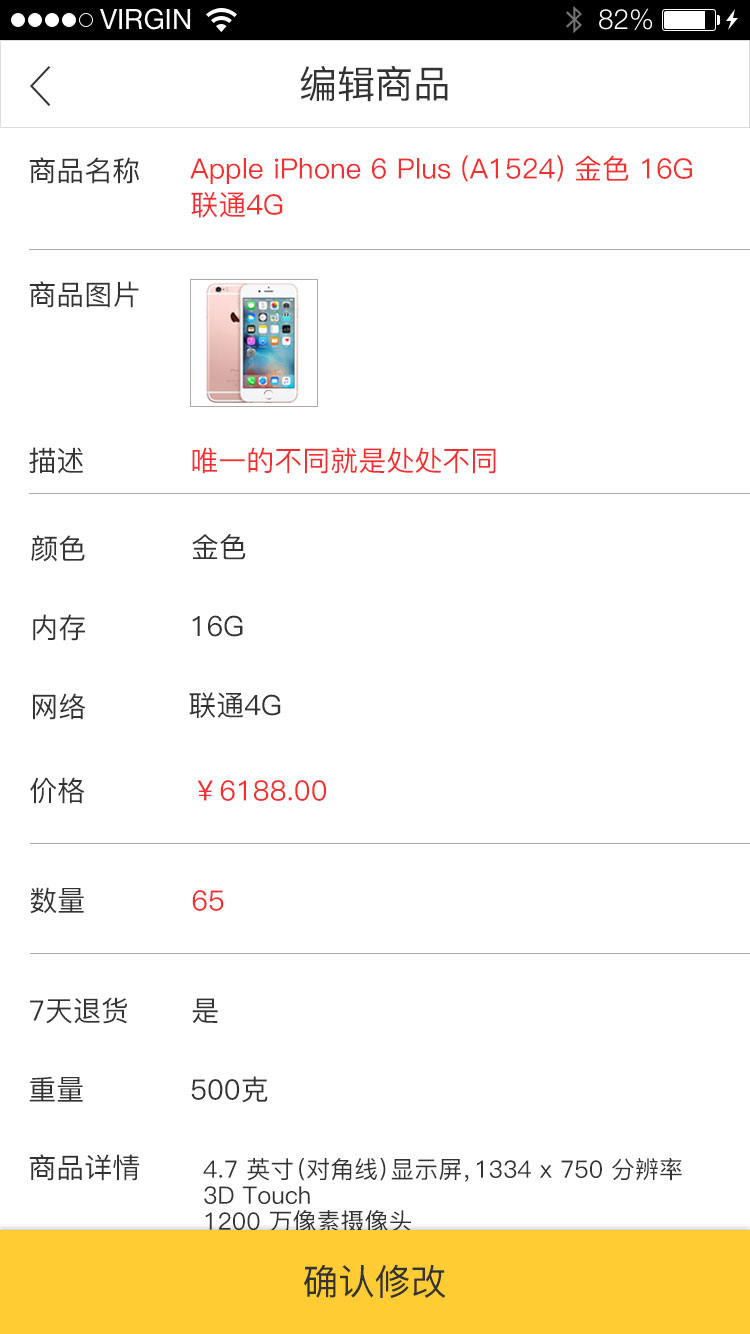 VIRGIN 82%
编辑商品
商品名称 Apple iPhone 6 Plus (A1524) 金色 16G
联通4G
商品图片
描述 唯一的不同就是处处不同
颜色 金色
内存 16G
网络 联通4G
价格 ￥6188.00
数量 65
7天退货 是
重量 500克
商品详情 4.7 英寸(对角线)显示屏,1334 x 750 分辨率
3D Touch
1200 万像素摄像头
确认修改